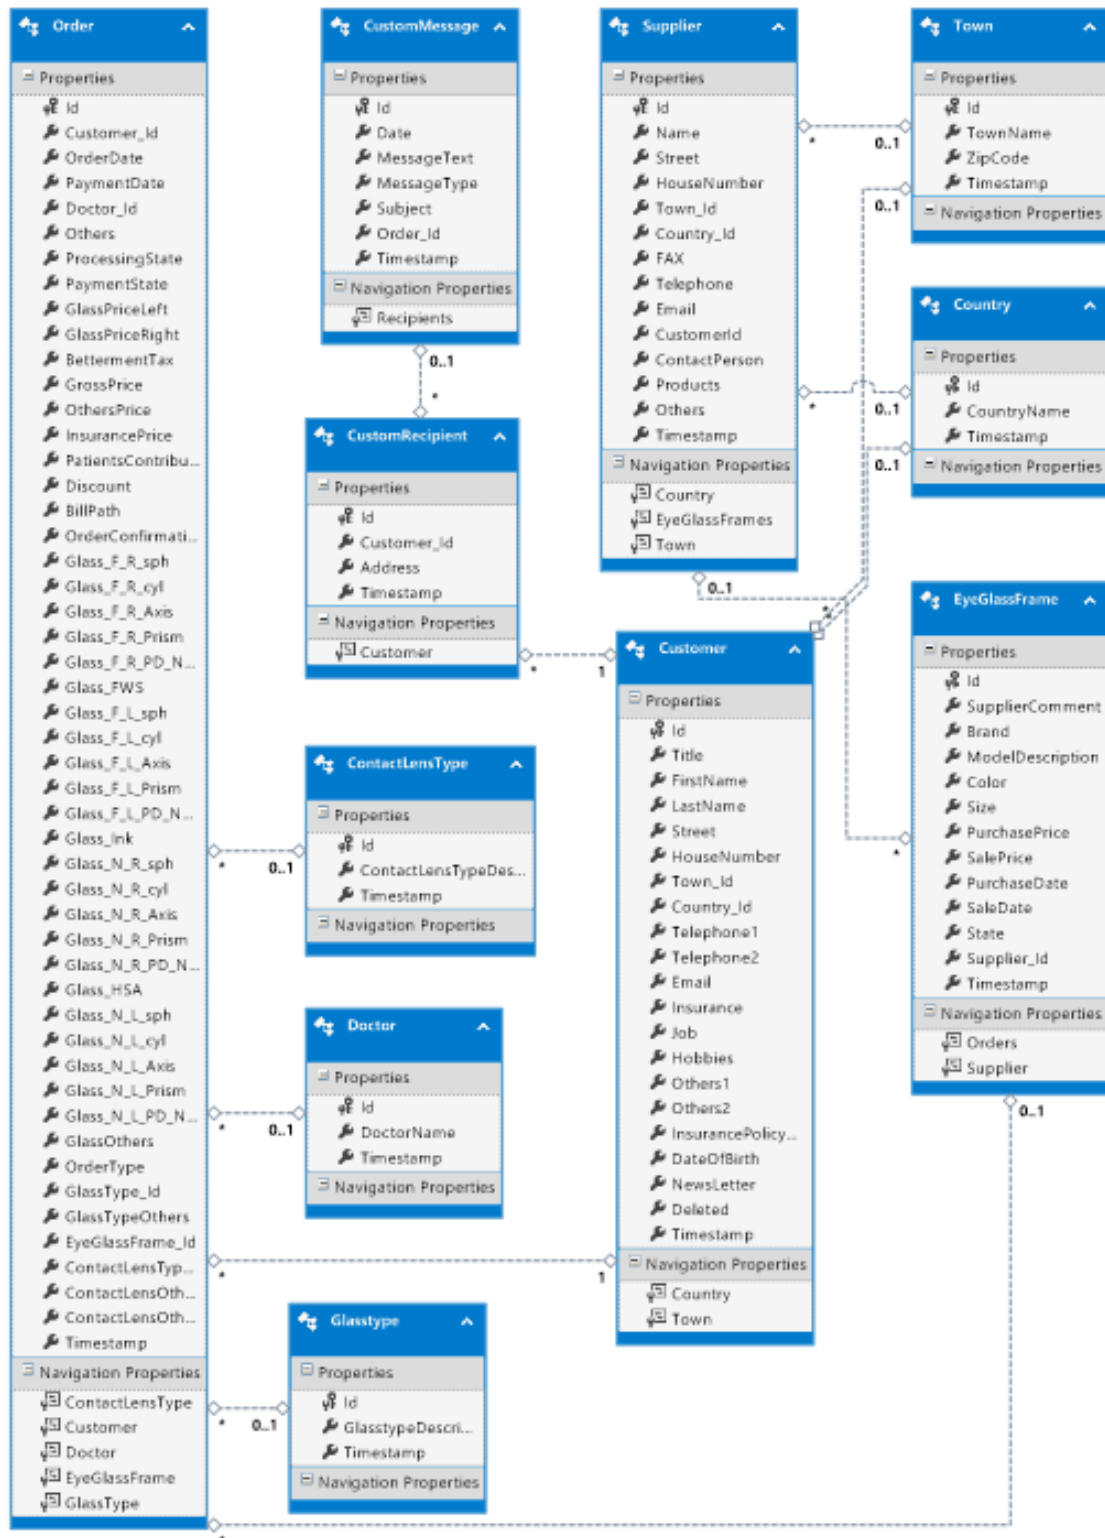 Order
Properties
Id
Customer_Id
OrderDate
PaymentDate
Doctor_Id
Others
ProcessingState
PaymentState
GlassPriceLeft
GlassPriceRight
BettermentTax
GrossPrice
OthersPrice
InsurancePrice
PatientsContribu...
Discount
BillPath
OrderConfirmati...
Glass_F_R_sph
Glass_F_R_cyl
Glass_F_R_Axis
Glass_F_R_Prism
Glass_F_R_PD_N...
Glass_FWS
Glass_F_L_sph
Glass_F_L_cyl
Glass_F_L_Axis
Glass_F_L_Prism
Glass_F_L_PD_N...
Glass_Ink
Glass_N_R_sph
Glass_N_R_cyl
Glass_N_R_Axis
Glass_N_R_Prism
Glass_N_R_PD_N...
Glass_HSA
Glass_N_L_sph
Glass_N_L_cyl
Glass_N_L_Axis
Glass_N_L_Prism
Glass_N_L_PD_N...
GlassOthers
OrderType
GlassType_Id
GlassTypeOthers
EyeGlassFrame_Id
ContactLensTyp...
ContactLensOth...
ContactLensOth...
Timestamp
Navigation Properties
ContactLensType
Customer
Doctor
EyeGlassFrame
GlassType
CustomMessage
Properties
Id
Date
MessageText
MessageType
Subject
Order_Id
Timestamp
Navigation Properties
Recipients
0..1
*
CustomRecipient
Properties
Id
Customer_Id
Address
Timestamp
Navigation Properties
Customer
* 1
ContactLensType
Properties
Id
ContactLensTypeDes...
Timestamp
Navigation Properties
* 0..1
Doctor
Properties
Id
DoctorName
Timestamp
Navigation Properties
* 0..1
* 1
Glasstype
Properties
Id
GlasstypeDescri...
Timestamp
Navigation Properties
* 0..1
Supplier
Properties
Id
Name
Street
HouseNumber
Town_Id
Country_Id
FAX
Telephone
Email
CustomerId
ContactPerson
Products
Others
Timestamp
Navigation Properties
Country
EyeGlassFrames
Town
* 0..1
0..1
* 0..1
0..1
0..1
*
Customer
Properties
Id
Title
FirstName
LastName
Street
HouseNumber
Town_Id
Country_Id
Telephone1
Telephone2
Email
Insurance
Job
Hobbies
Others1
Others2
InsurancePolicy...
DateOfBirth
NewsLetter
Deleted
Timestamp
Navigation Properties
Country
Town
Town
Properties
Id
TownName
ZipCode
Timestamp
Navigation Properties
Country
Properties
Id
CountryName
Timestamp
Navigation Properties
EyeGlassFrame
Properties
Id
SupplierComment
Brand
ModelDescription
Color
Size
PurchasePrice
SalePrice
PurchaseDate
SaleDate
State
Supplier_Id
Timestamp
Navigation Properties
Orders
Supplier
*
0..1
*